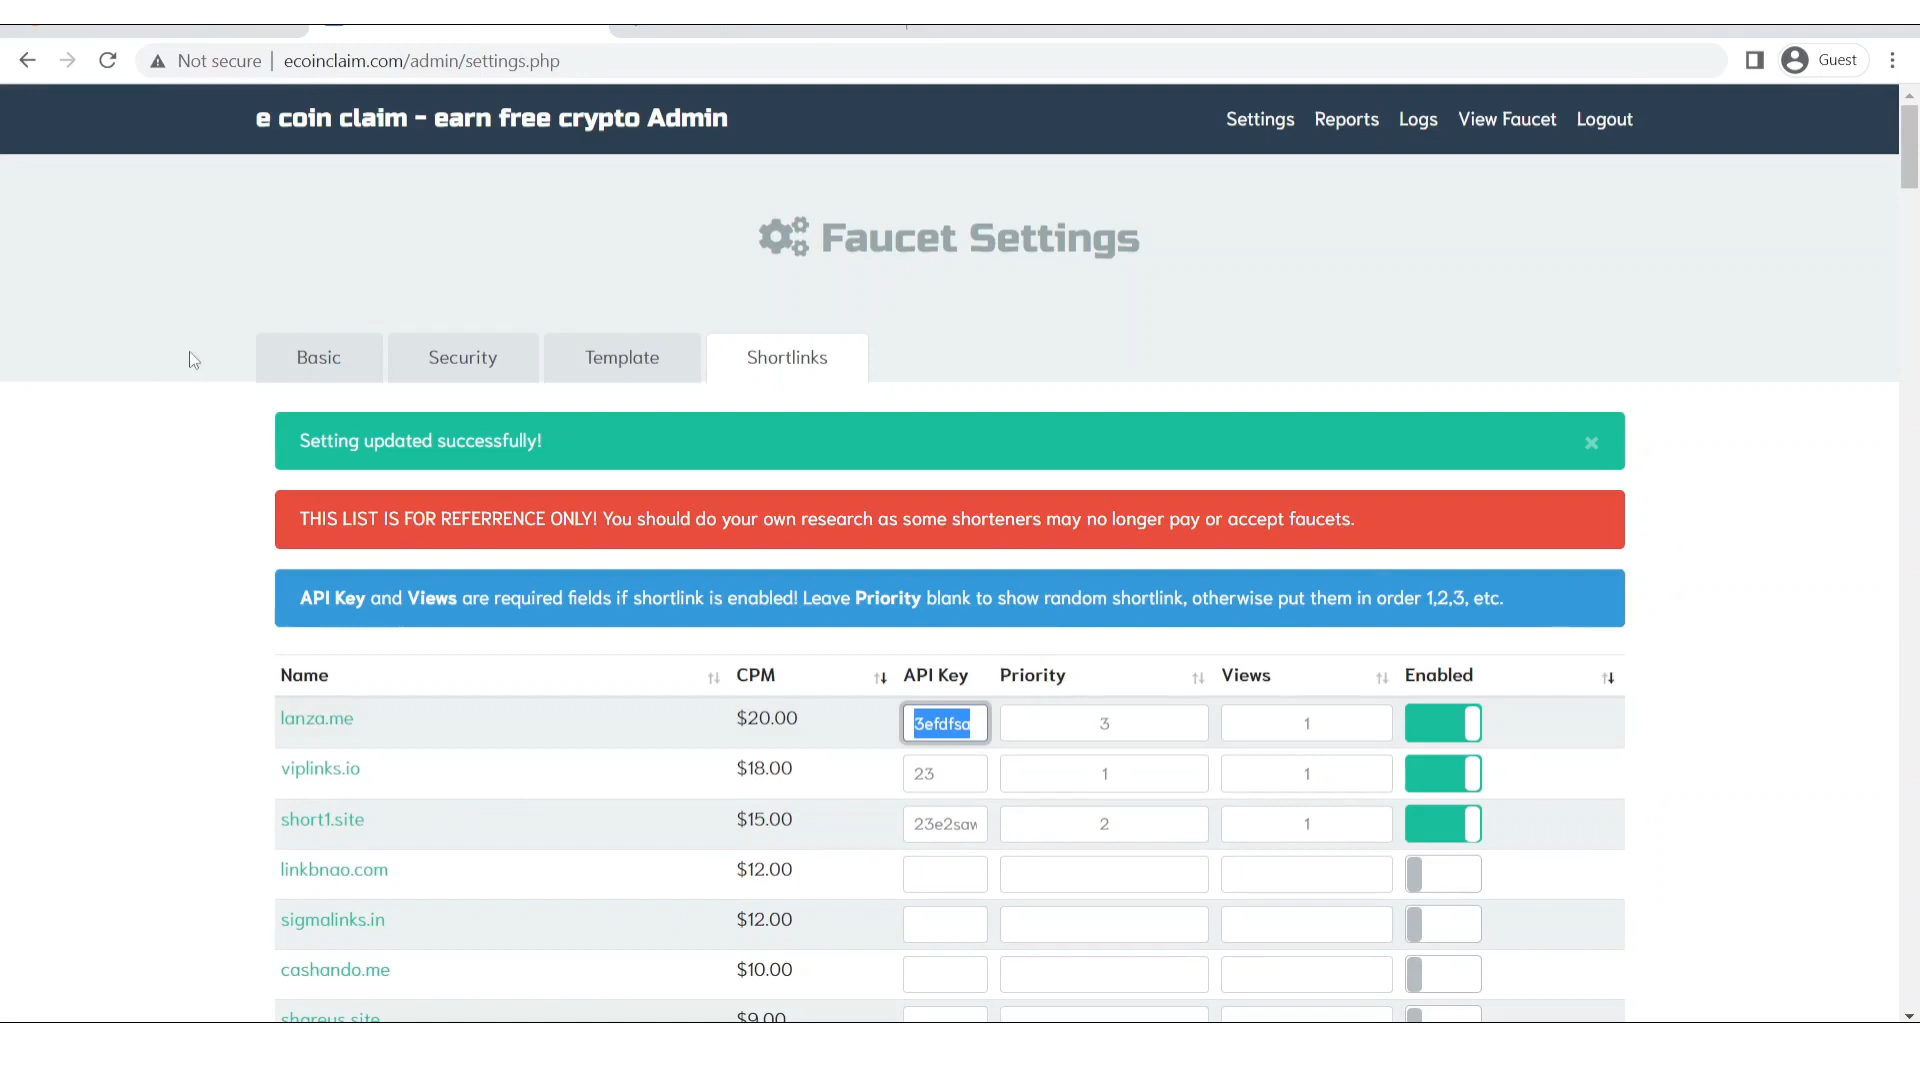 Not secure | ecoinclaim.com/admin/settings.php Guest
e coin claim - earn free crypto Admin Settings Reports Logs View Faucet Logout
Faucet Settings
Basic Security Template Shortlinks
Setting updated successfully! ×
THIS LIST IS FOR REFERRENCE ONLY! You should do your own research as some shorteners may no longer pay or accept faucets.
API Key and Views are required fields if shortlink is enabled! Leave Priority blank to show random shortlink, otherwise put them in order 1,2,3, etc.
Name CPM API Key Priority Views Enabled
lanza.me $20.00 3efdfsa 3 1
viplinks.io $18.00 23 1 1
short1.site $15.00 23e2saw 2 1
linkbnao.com $12.00
sigmalinks.in $12.00
cashando.me $10.00
shareus.site $9.00